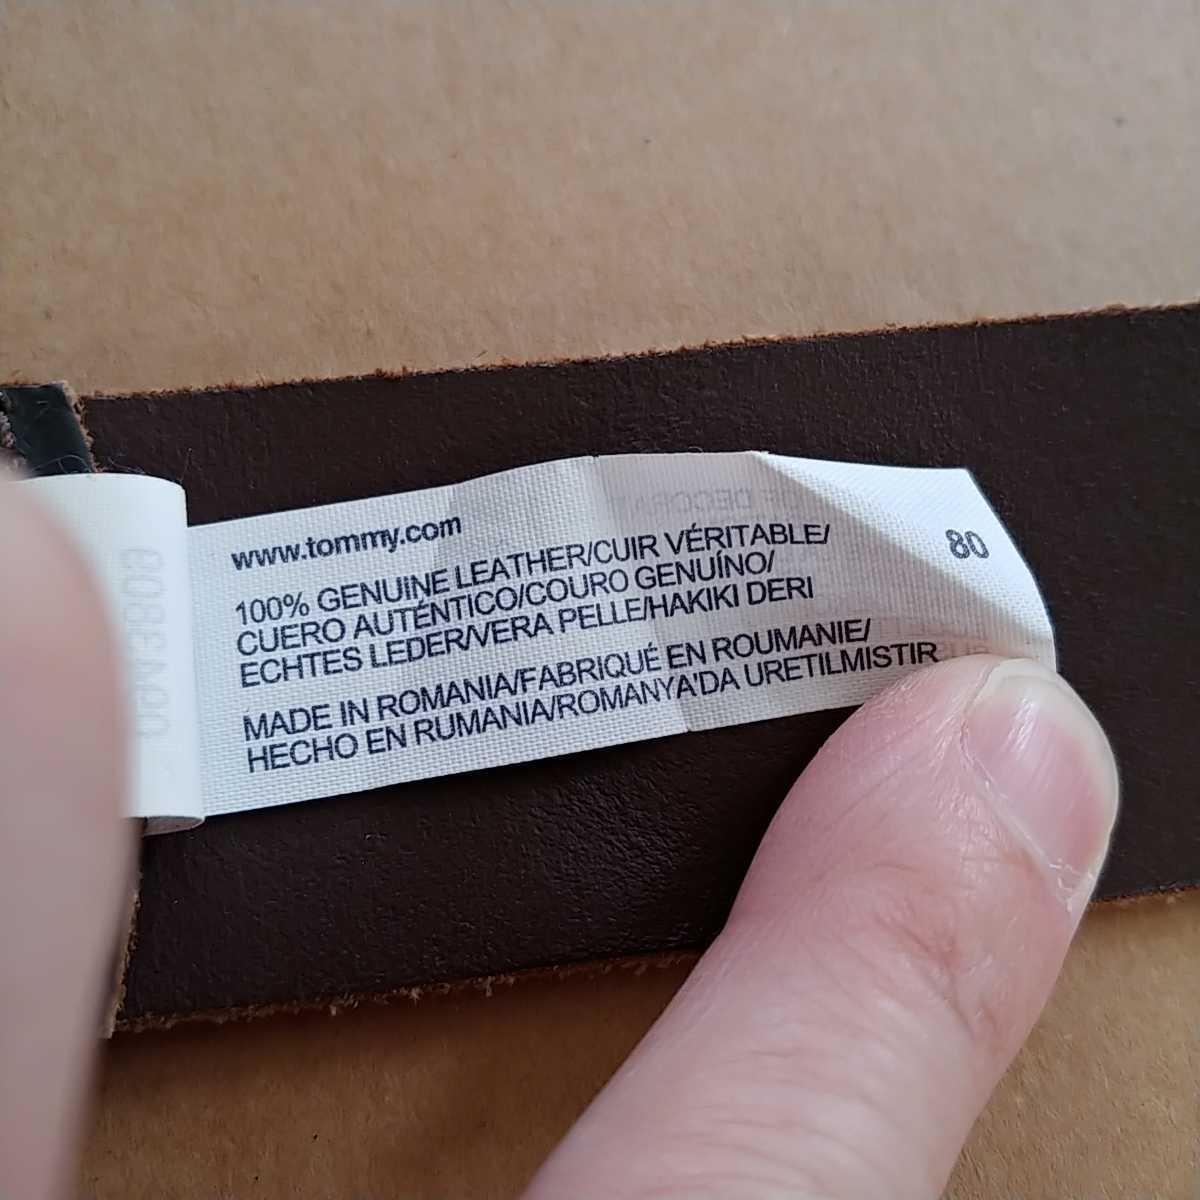 www.tommy.com
100% GENUINE LEATHER/CUIR VÉRITABLE/
CUERO AUTÉNTICO/COURO GENUÍNO/
ECHTES LEDER/VERA PELLE/HAKIKI DERI
MADE IN ROMANIA/FABRIQUÉ EN ROUMANIE/
HECHO EN RUMANIA/ROMANYA'DA URETILMISTIR
80